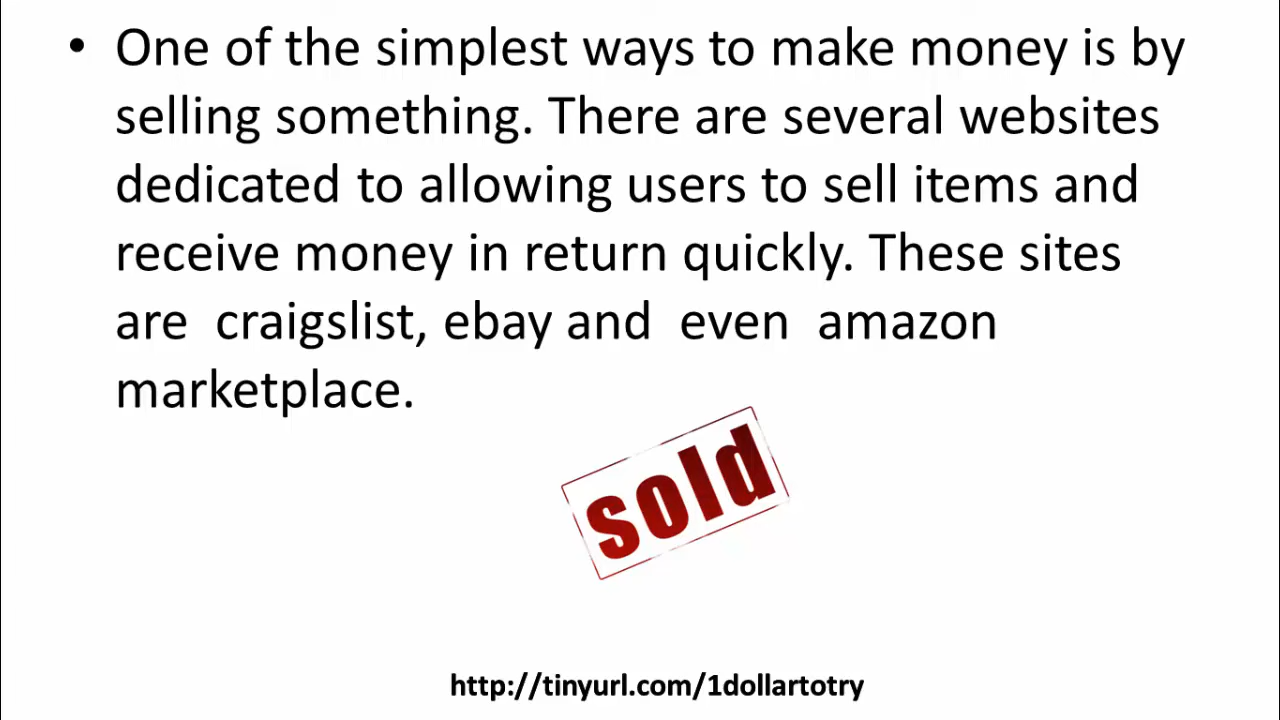 • One of the simplest ways to make money is by
selling something. There are several websites
dedicated to allowing users to sell items and
receive money in return quickly. These sites
are  craigslist, ebay and  even  amazon
marketplace.
sold
http://tinyurl.com/1dollartotry